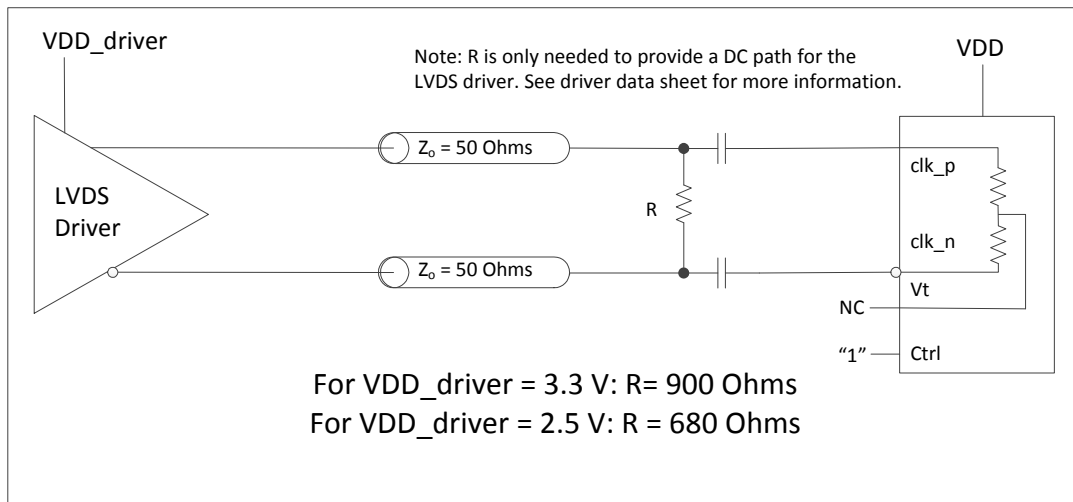 VDD_driver
Note: R is only needed to provide a DC path for the
LVDS driver. See driver data sheet for more information.
VDD
Zo = 50 Ohms
clk_p
LVDS
Driver
R
clk_n
Zo = 50 Ohms
Vt
NC
“1”
Ctrl
For VDD_driver = 3.3 V: R= 900 Ohms
For VDD_driver = 2.5 V: R = 680 Ohms